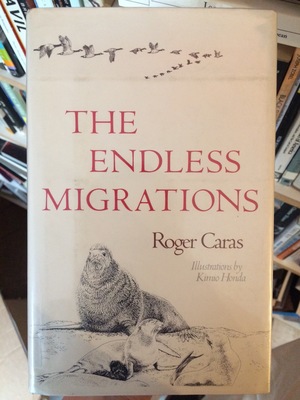 THE
ENDLESS
MIGRATIONS
Roger Caras
Illustrations by
Kimio Honda